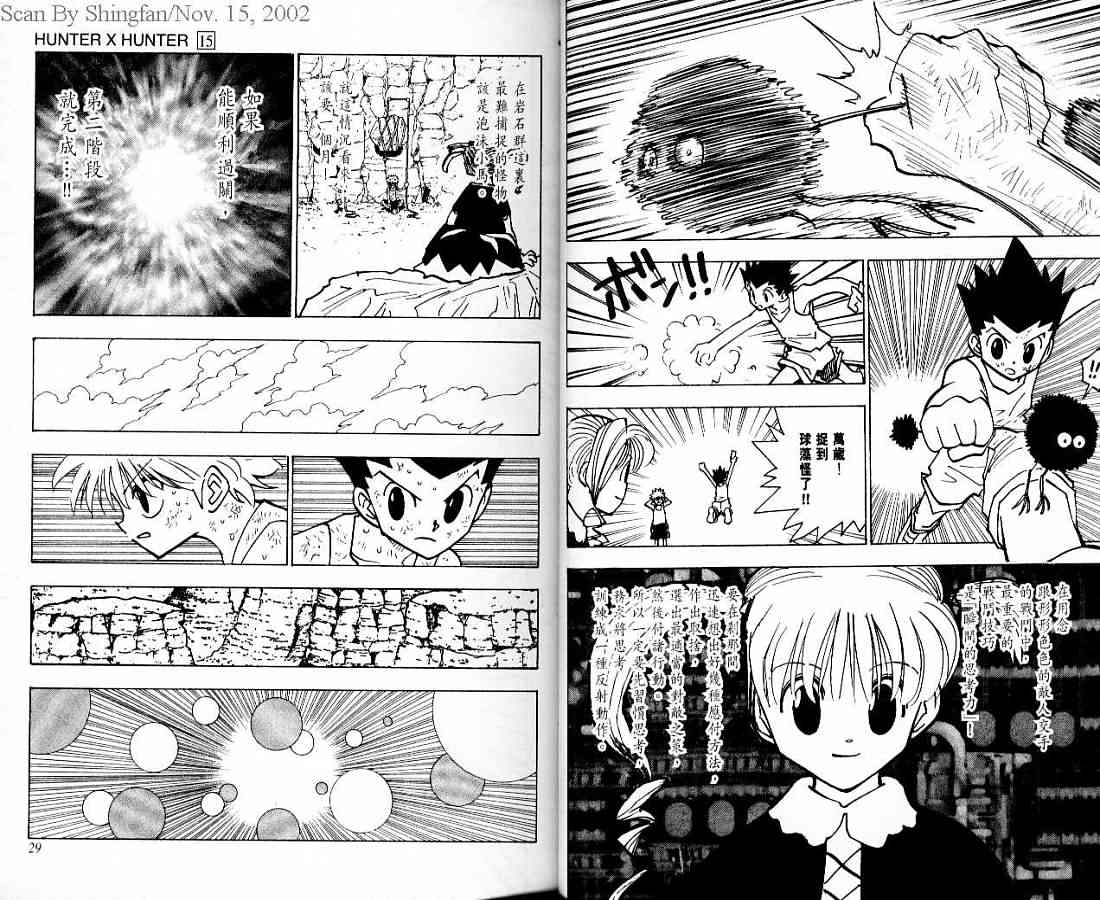 Scan By Shingfan/Nov. 15, 2002
HUNTER X HUNTER 15
ボン!!
!!
萬歲！
捉到
球藻怪了!!
在用念
跟形形色色的敵人交手
的戰鬥中，
最重要的
戰鬥技巧
是「瞬間的思考力」！
要在剎那間
迅速想出好幾種應付方法，
作出取捨，
選出最適當的對敵之策，
然後付諸行動。
所以一定要先習慣思考，
務求將思考
訓練成一種反射動作。
在岩石群這裏，
最難捕捉的怪物
該是泡沫小馬。
就這情況看來，
該要一個月！
如果
能順利過關，
第二階段
就完成…!!
29